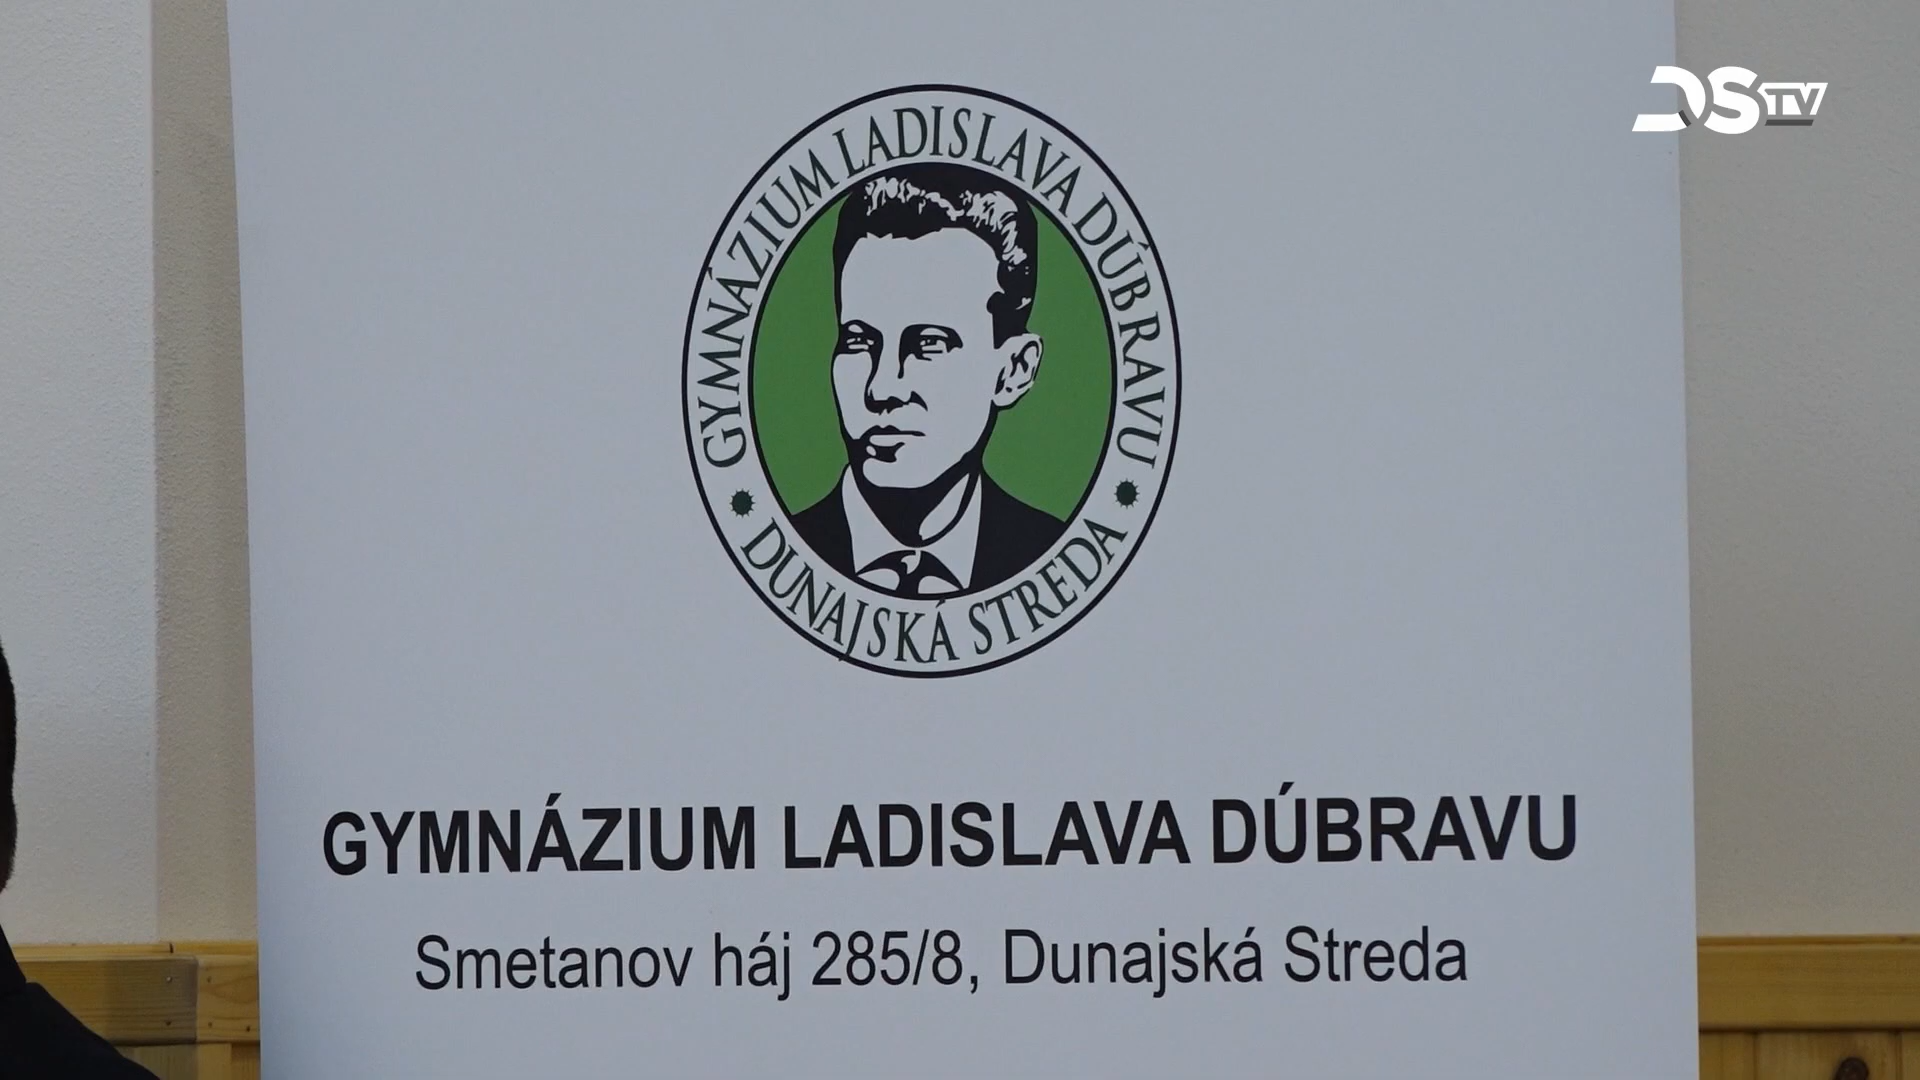 DSTV
GYMNÁZIUM LADISLAVA DÚBRAVU
DUNAJSKÁ STREDA
GYMNÁZIUM LADISLAVA DÚBRAVU
Smetanov háj 285/8, Dunajská Streda